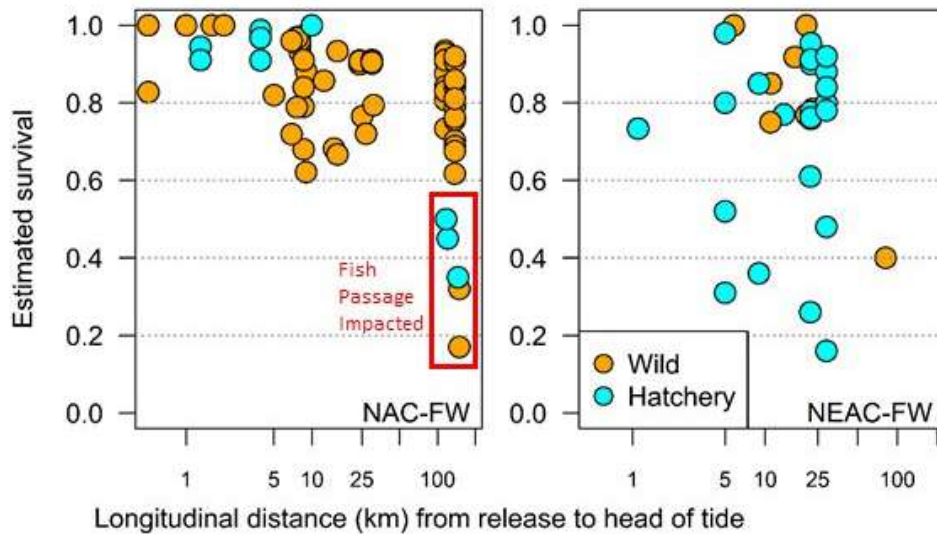 Estimated survival
1.0
0.8
0.6
0.4
0.2
0.0
Fish
Passage
Impacted
NAC-FW
1 5 10 25 100
1.0
0.8
0.6
0.4
0.2
0.0
Wild
Hatchery
NEAC-FW
1 5 10 25 100
Longitudinal distance (km) from release to head of tide